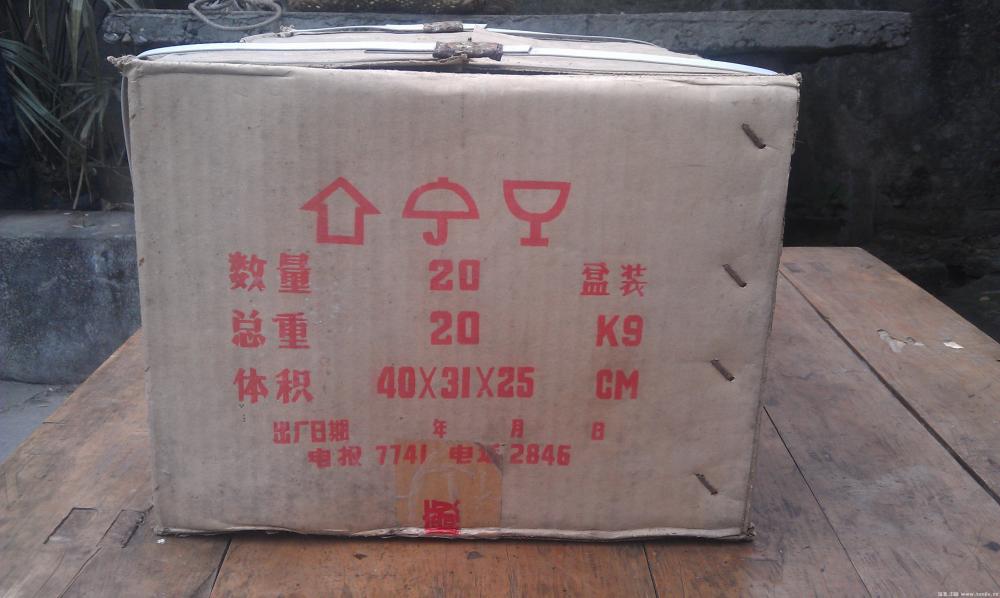 数量 20 盒装
总重 20 K9
体积 40X31X25 CM
出厂日期 年 月 日
电报 7741 电 2846